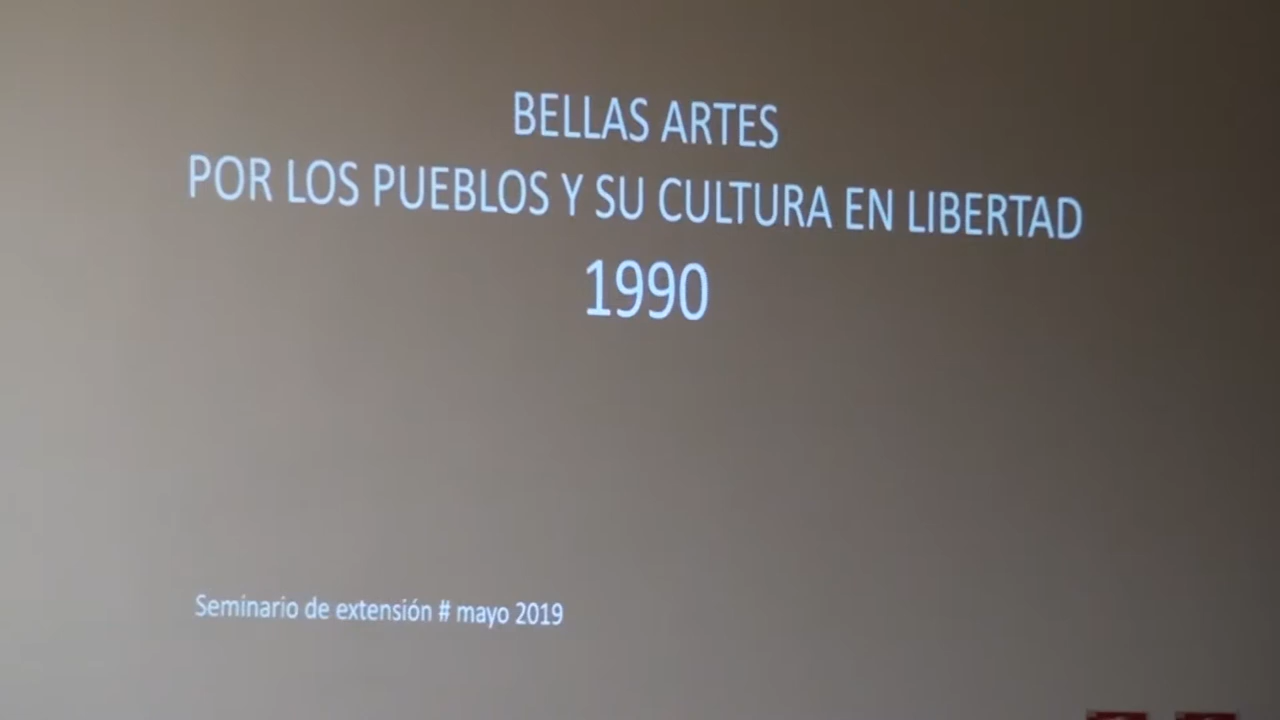 BELLAS ARTES
POR LOS PUEBLOS Y SU CULTURA EN LIBERTAD
1990
Seminario de extensión # mayo 2019